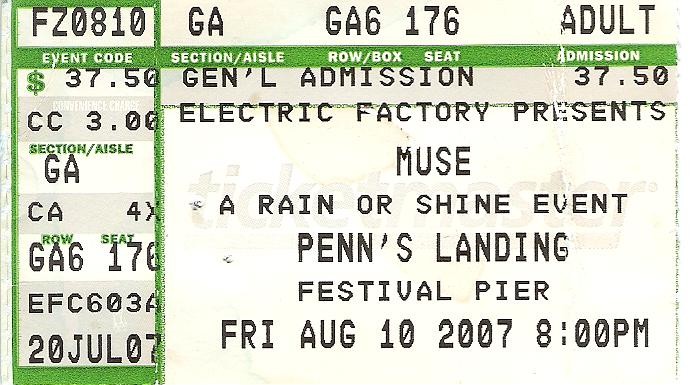 FZ0810 GA GA6 176 ADULT
EVENT CODE SECTION/AISLE ROW/BOX SEAT ADMISSION
$ 37.50 GEN'L ADMISSION 37.50
CONVENIENCE CHARGE
CC 3.00 ELECTRIC FACTORY PRESENTS
SECTION/AISLE
GA MUSE
ticketmaster
CA 4X A RAIN OR SHINE EVENT
ROW SEAT
GA6 176 PENN'S LANDING
EFC603A FESTIVAL PIER
20JUL07 FRI AUG 10 2007 8:00PM